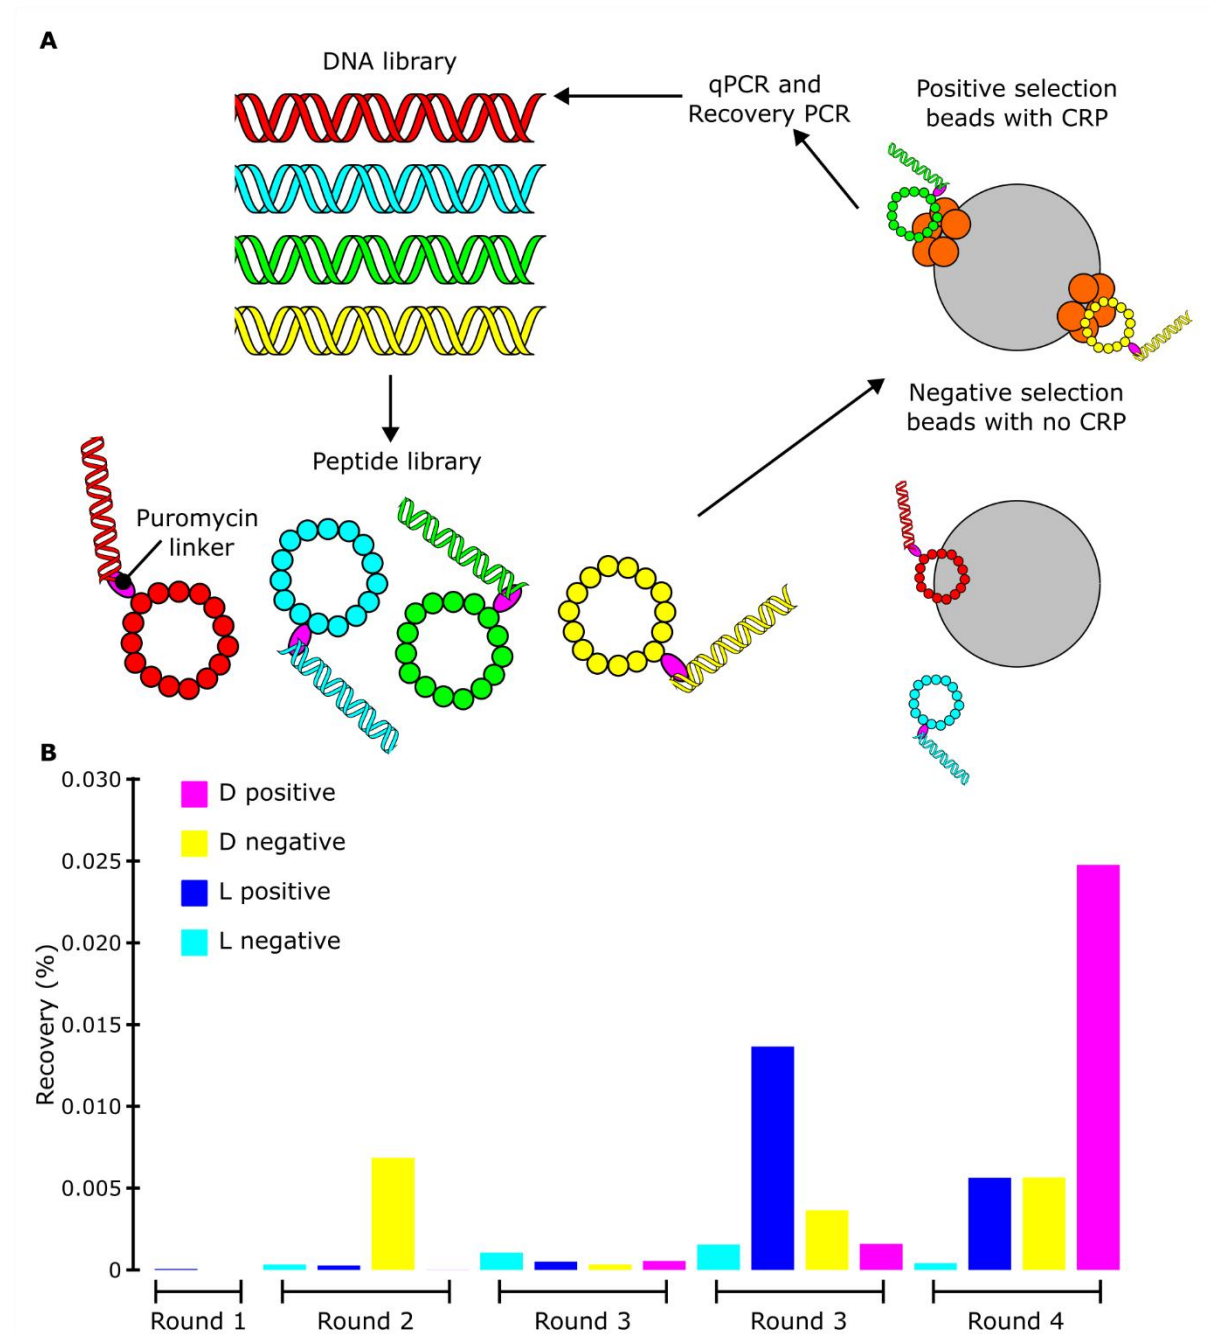 A
DNA library
qPCR and
Recovery PCR
Positive selection
beads with CRP
Negative selection
beads with no CRP
Peptide library
Puromycin
linker
B
0.030
0.025
0.020
0.015
0.010
0.005
0
Recovery (%)
D positive
D negative
L positive
L negative
Round 1
Round 2
Round 3
Round 3
Round 4